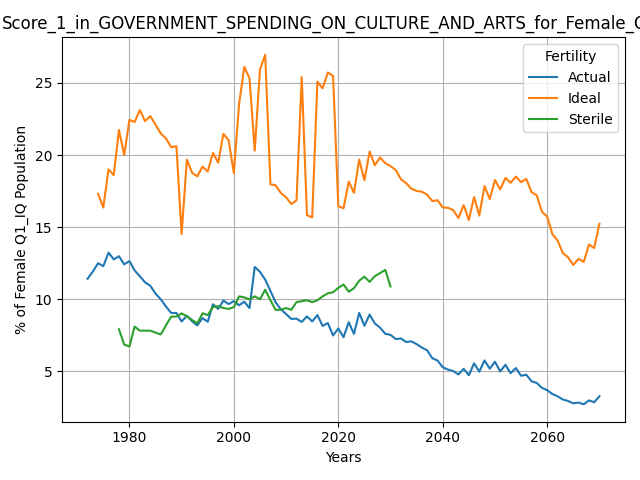 Score_1_in_GOVERNMENT_SPENDING_ON_CULTURE_AND_ARTS_for_Female_
Fertility
Actual
Ideal
Sterile
% of Female Q1_IQ Population
25
20
15
10
5
1980 2000 2020 2040 2060
Years